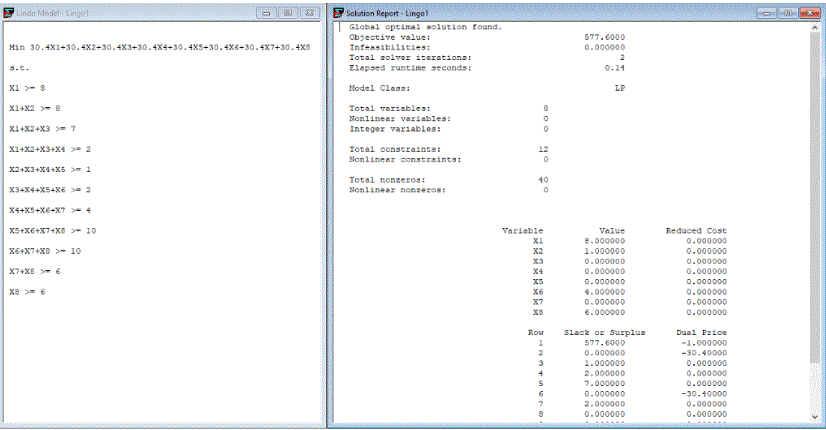 Lindo Model - Lingo1
Min 30.4X1+30.4X2+30.4X3+30.4X4+30.4X5+30.4X6+30.4X7+30.4X8
s.t.
X1 >= 8
X1+X2 >= 8
X1+X2+X3 >= 7
X1+X2+X3+X4 >= 2
X2+X3+X4+X5 >= 1
X3+X4+X5+X6 >= 2
X4+X5+X6+X7 >= 4
X5+X6+X7+X8 >= 10
X6+X7+X8 >= 10
X7+X8 >= 6
X8 >= 6
Solution Report - Lingo1
Global optimal solution found.
Objective value: 577.6000
Infeasibilities: 0.000000
Total solver iterations: 2
Elapsed runtime seconds: 0.14
Model Class: LP
Total variables: 8
Nonlinear variables: 0
Integer variables: 0
Total constraints: 12
Nonlinear constraints: 0
Total nonzeros: 40
Nonlinear nonzeros: 0
Variable Value Reduced Cost
X1 8.000000 0.000000
X2 1.000000 0.000000
X3 0.000000 0.000000
X4 0.000000 0.000000
X5 0.000000 0.000000
X6 4.000000 0.000000
X7 0.000000 0.000000
X8 6.000000 0.000000
Row Slack or Surplus Dual Price
1 577.6000 -1.000000
2 0.000000 -30.40000
3 1.000000 0.000000
4 2.000000 0.000000
5 7.000000 0.000000
6 0.000000 -30.40000
7 2.000000 0.000000
8 0.000000 0.000000